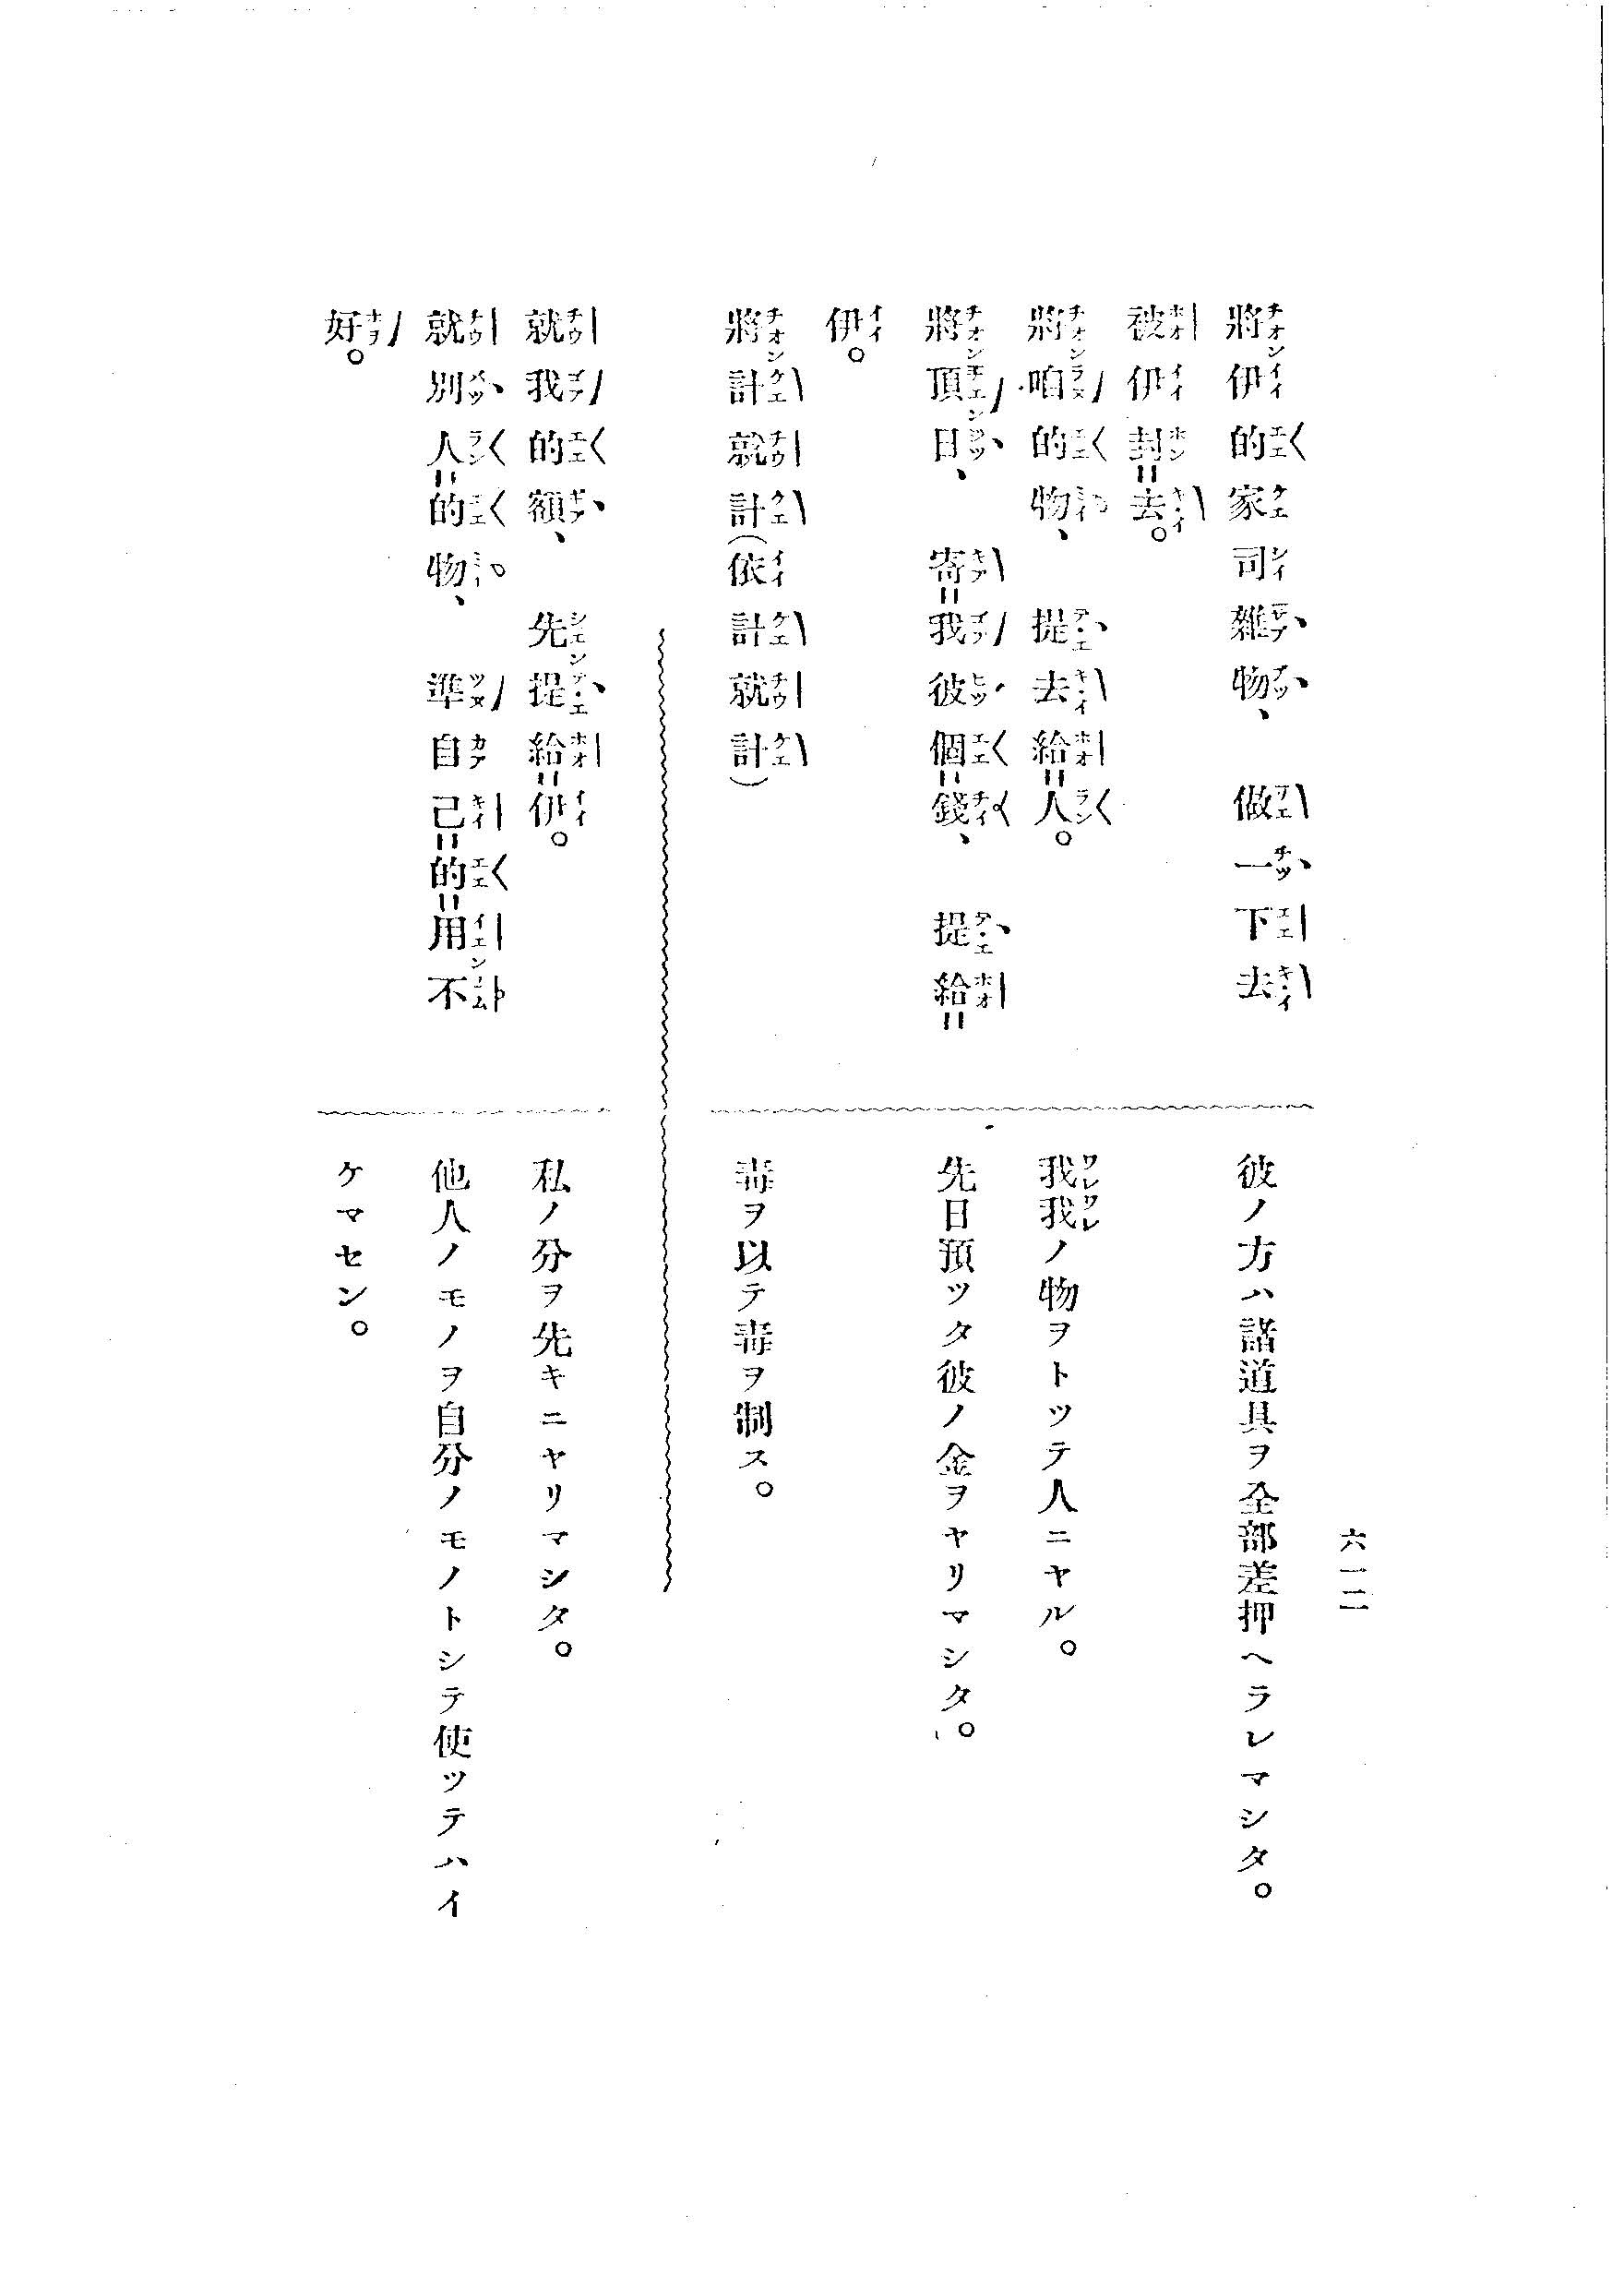 六一二
將伊的家司雜物、做一下去
被伊封=去。
彼ノ方ハ諸道具ヲ全部差押ヘラレマシタ。
將咱的物、提去給=人。
我我ノ物ヲトツテ人ニヤル。
將頂日、寄=我彼個=錢、提給=
伊。
先日預ツタ彼ノ金ヲヤリマシタ。
將計就計(依計就計)
毒ヲ以テ毒ヲ制ス。
就我的額、先提給=伊。
私ノ分ヲ先キニヤリマシタ。
就別人=的物、準自己=的=用不
好。
他人ノモノヲ自分ノモノトシテ使ツテハイ
ケマセン。